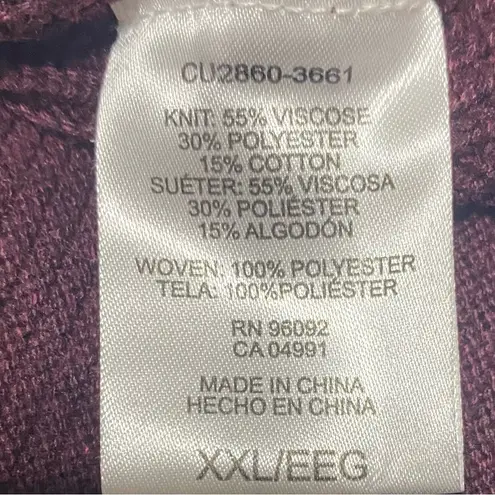 CU2860-3661
KNIT: 55% VISCOSE
30% POLYESTER
15% COTTON
SUÉTER: 55% VISCOSA
30% POLIÉSTER
15% ALGODÓN
WOVEN: 100% POLYESTER
TELA: 100%POLIÉSTER
RN 96092
CA 04991
MADE IN CHINA
HECHO EN CHINA
XXL/EEG